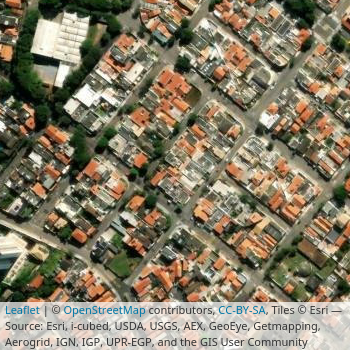 Leaflet | © OpenStreetMap contributors, CC-BY-SA, Tiles © Esri —
Source: Esri, i-cubed, USDA, USGS, AEX, GeoEye, Getmapping,
Aerogrid, IGN, IGP, UPR-EGP, and the GIS User Community